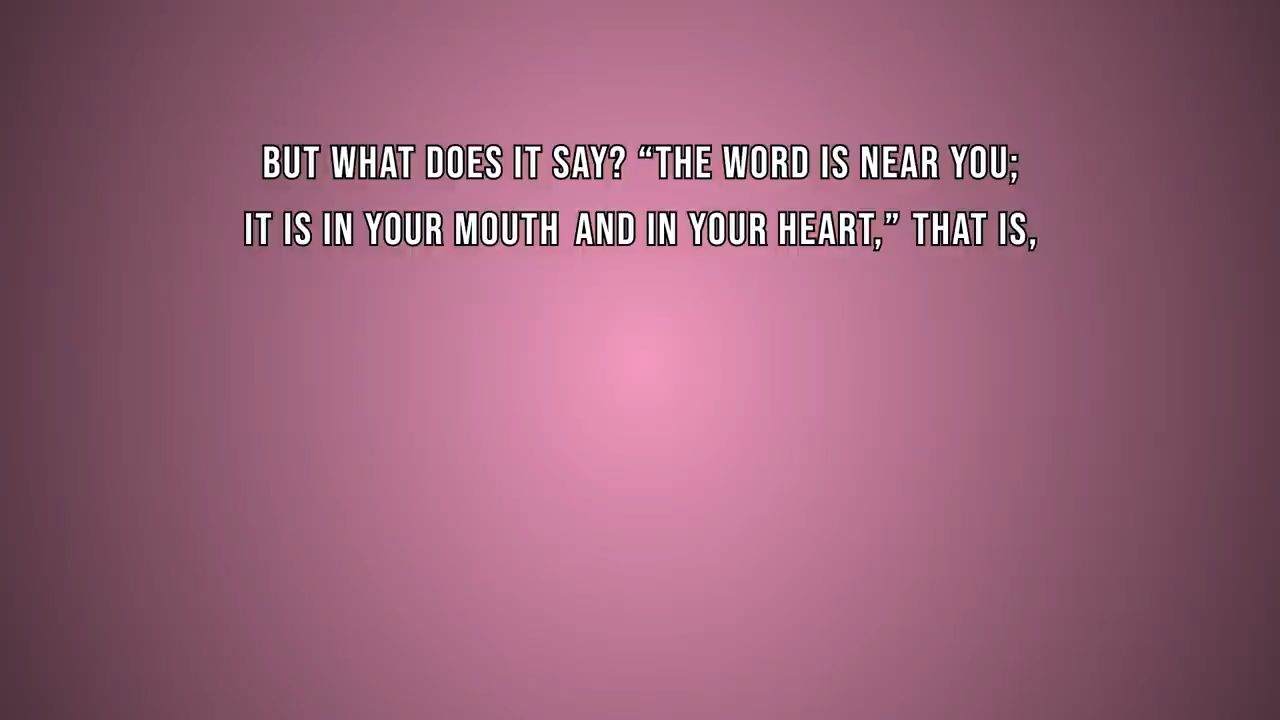 BUT WHAT DOES IT SAY? “THE WORD IS NEAR YOU;
IT IS IN YOUR MOUTH AND IN YOUR HEART,” THAT IS,